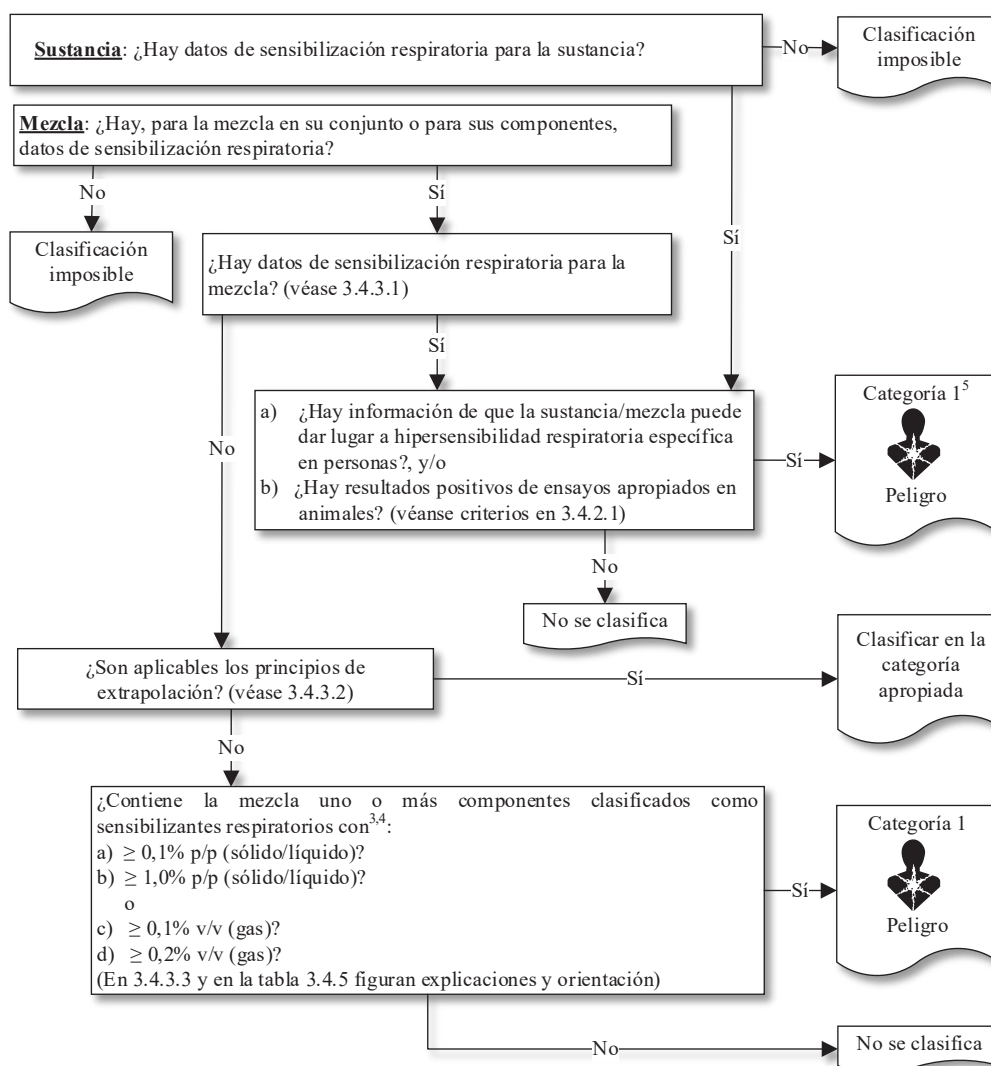 Sustancia: ¿Hay datos de sensibilización respiratoria para la sustancia?
No
Clasificación
imposible
Mezcla: ¿Hay, para la mezcla en su conjunto o para sus componentes,
datos de sensibilización respiratoria?
No
Sí
Sí
Clasificación
imposible
¿Hay datos de sensibilización respiratoria para la
mezcla? (véase 3.4.3.1)
Sí
No
a) ¿Hay información de que la sustancia/mezcla puede
dar lugar a hipersensibilidad respiratoria específica
en personas?, y/o
b) ¿Hay resultados positivos de ensayos apropiados en
animales? (véanse criterios en 3.4.2.1)
Sí
Categoría 1⁵
Peligro
No
No se clasifica
¿Son aplicables los principios de
extrapolación? (véase 3.4.3.2)
Sí
Clasificar en la
categoría
apropiada
No
¿Contiene la mezcla uno o más componentes clasificados como
sensibilizantes respiratorios con³,⁴:
a) ≥ 0,1% p/p (sólido/líquido)?
b) ≥ 1,0% p/p (sólido/líquido)?
o
c) ≥ 0,1% v/v (gas)?
d) ≥ 0,2% v/v (gas)?
(En 3.4.3.3 y en la tabla 3.4.5 figuran explicaciones y orientación)
Sí
Categoría 1
Peligro
No
No se clasifica